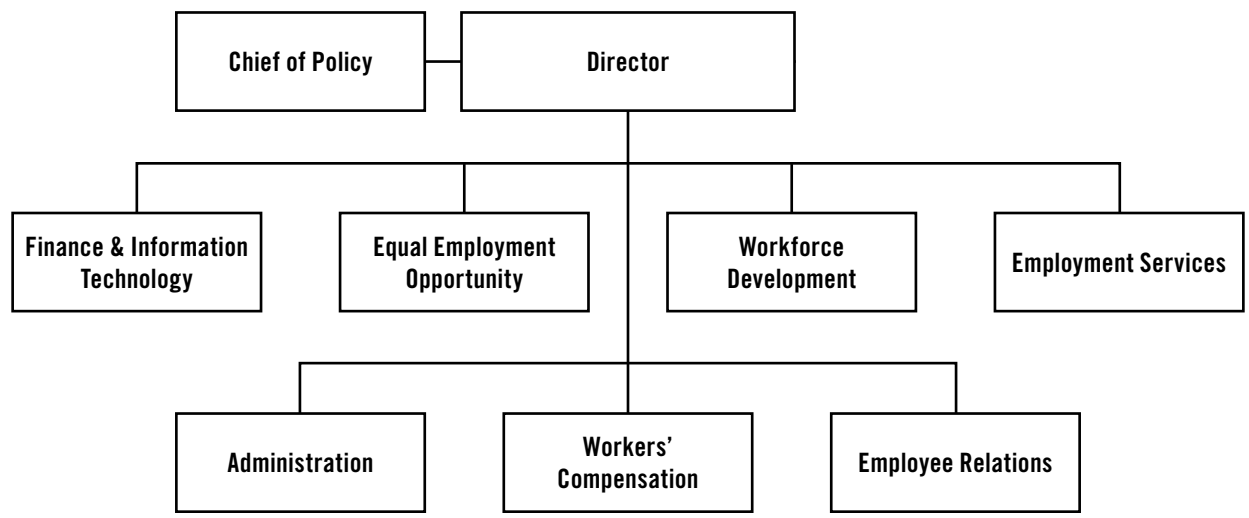 Chief of Policy
Director
Finance & Information
Technology
Equal Employment
Opportunity
Workforce
Development
Employment Services
Administration
Workers’
Compensation
Employee Relations